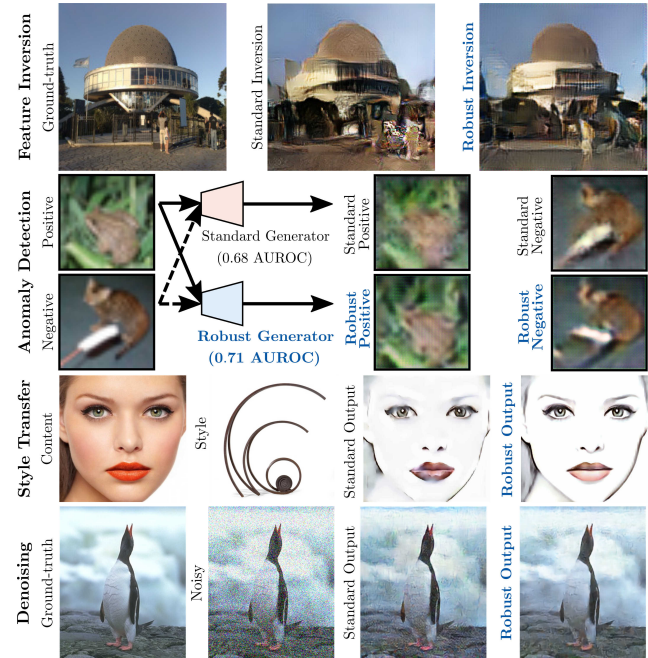 Feature Inversion
Ground-truth
Standard Inversion
Robust Inversion
Anomaly Detection
Positive
Negative
Standard Generator
(0.68 AUROC)
Robust Generator
(0.71 AUROC)
Standard
Positive
Standard
Negative
Robust
Positive
Robust
Negative
Style Transfer
Content
Style
Standard Output
Robust Output
Denoising
Ground-truth
Noisy
Standard Output
Robust Output